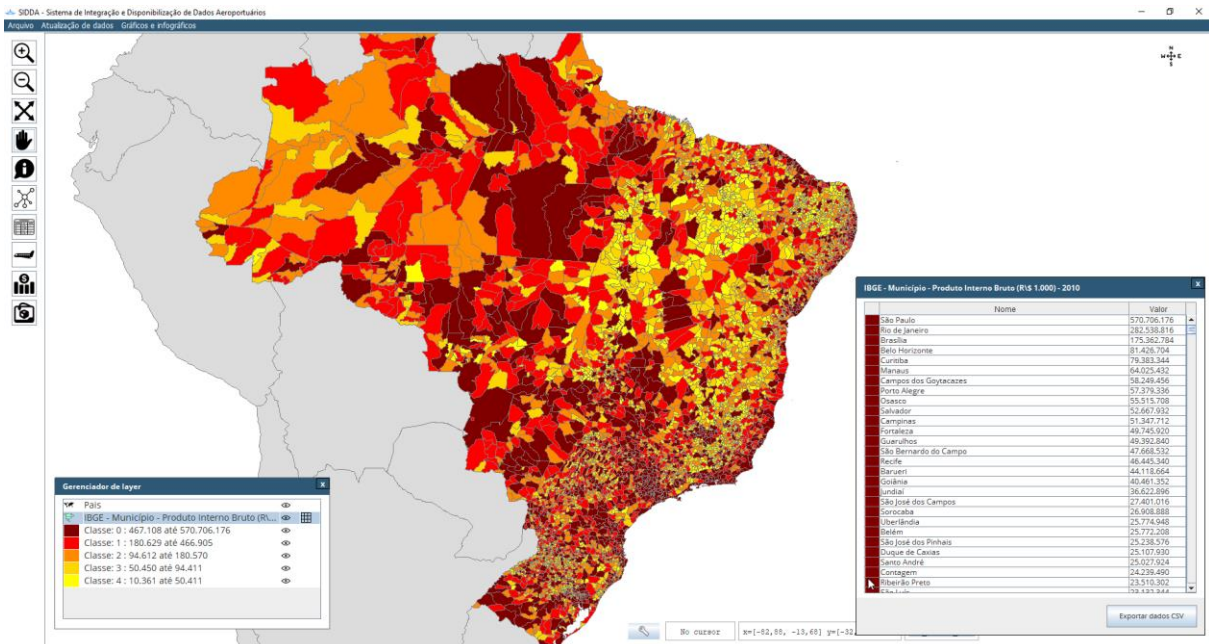 SIDDA - Sistema de Integração e Disponibilização de Dados Aeroportuários
Arquivo Atualização de dados Gráficos e infográficos
N
W E
S
IBGE - Município - Produto Interno Bruto (R\$ 1.000) - 2010
x
Nome Valor
São Paulo 570.706.176
Rio de Janeiro 282.538.816
Brasília 175.362.784
Belo Horizonte 81.426.704
Curitiba 79.383.344
Manaus 64.025.432
Campos dos Goytacazes 58.249.456
Porto Alegre 57.379.336
Osasco 55.515.708
Salvador 52.667.932
Campinas 51.347.712
Fortaleza 49.745.920
Guarulhos 49.392.840
São Bernardo do Campo 47.668.532
Recife 46.445.340
Barueri 44.118.664
Goiânia 40.461.352
Jundiaí 36.622.896
São José dos Campos 27.401.016
Sorocaba 26.908.888
Uberlândia 25.774.948
Belém 25.772.208
São José dos Pinhais 25.238.576
Duque de Caxias 25.107.930
Santo André 25.027.924
Contagem 24.239.490
Ribeirão Preto 23.510.302
São Luís 23.132.344
Exportar dados CSV
Gerenciador de layer
x
Pais
IBGE - Município - Produto Interno Bruto (R\...
Classe: 0 : 467.108 até 570.706.176
Classe: 1 : 180.629 até 466.905
Classe: 2 : 94.612 até 180.570
Classe: 3 : 50.450 até 94.411
Classe: 4 : 10.361 até 50.411
No cursor x=[-82,88, -13,68] y=[-32,